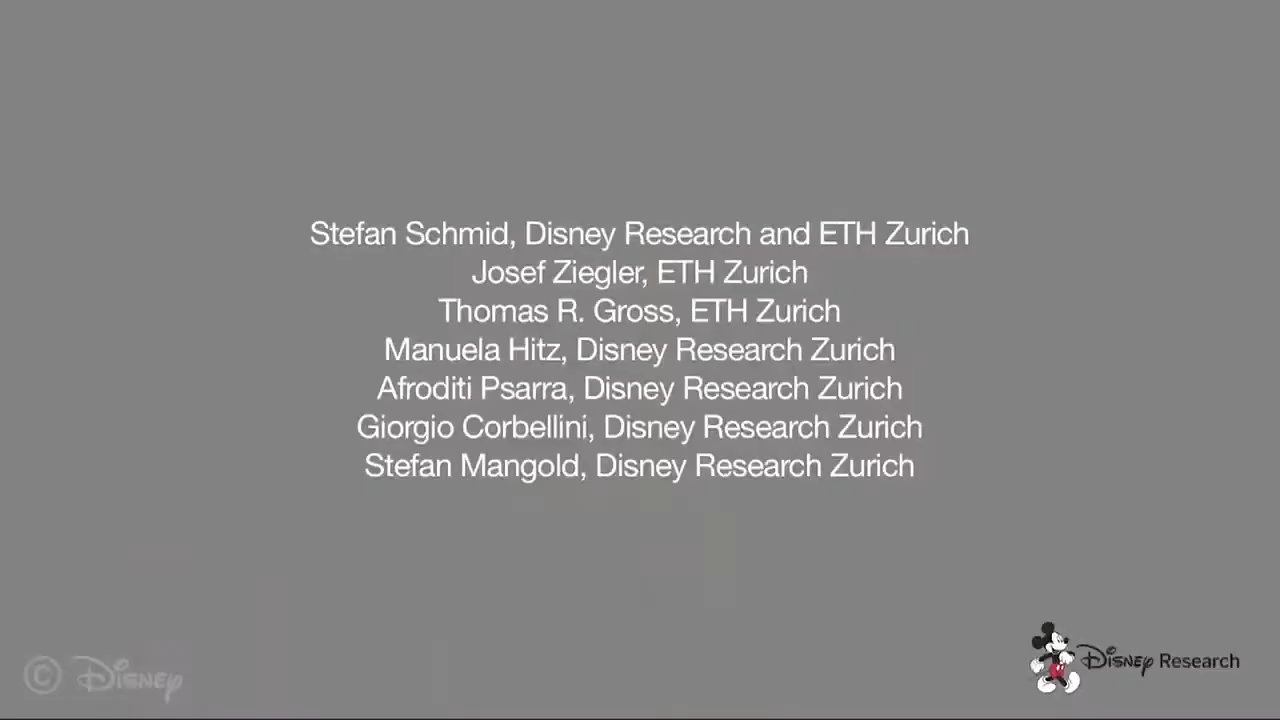 Stefan Schmid, Disney Research and ETH Zurich
Josef Ziegler, ETH Zurich
Thomas R. Gross, ETH Zurich
Manuela Hitz, Disney Research Zurich
Afroditi Psarra, Disney Research Zurich
Giorgio Corbellini, Disney Research Zurich
Stefan Mangold, Disney Research Zurich
© Disney
Disney Research